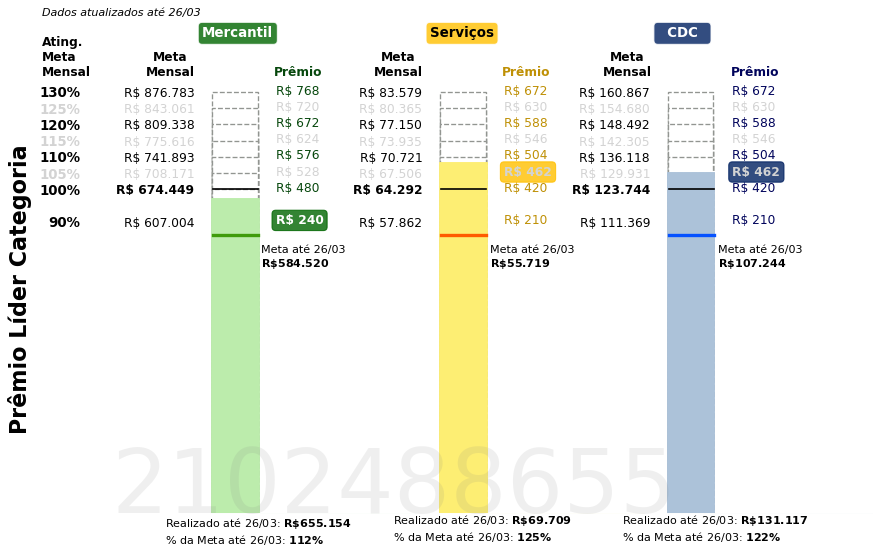 Dados atualizados até 26/03
Mercantil Serviços CDC
Ating. Meta Mensal
Meta Mensal Prêmio Meta Mensal Prêmio Meta Mensal Prêmio
130% R$ 876.783 R$ 768 R$ 83.579 R$ 672 R$ 160.867 R$ 672
125% R$ 843.061 R$ 720 R$ 80.365 R$ 630 R$ 154.680 R$ 630
120% R$ 809.338 R$ 672 R$ 77.150 R$ 588 R$ 148.492 R$ 588
115% R$ 775.616 R$ 624 R$ 73.935 R$ 546 R$ 142.305 R$ 546
110% R$ 741.893 R$ 576 R$ 70.721 R$ 504 R$ 136.118 R$ 504
105% R$ 708.171 R$ 528 R$ 67.506 R$ 462 R$ 129.931 R$ 462
100% R$ 674.449 R$ 480 R$ 64.292 R$ 420 R$ 123.744 R$ 420
90% R$ 607.004 R$ 240 R$ 57.862 R$ 210 R$ 111.369 R$ 210
Meta até 26/03 Meta até 26/03 Meta até 26/03
R$584.520 R$55.719 R$107.244
Prêmio Líder Categoria
2102488655
Realizado até 26/03: R$655.154 Realizado até 26/03: R$69.709 Realizado até 26/03: R$131.117
% da Meta até 26/03: 112% % da Meta até 26/03: 125% % da Meta até 26/03: 122%